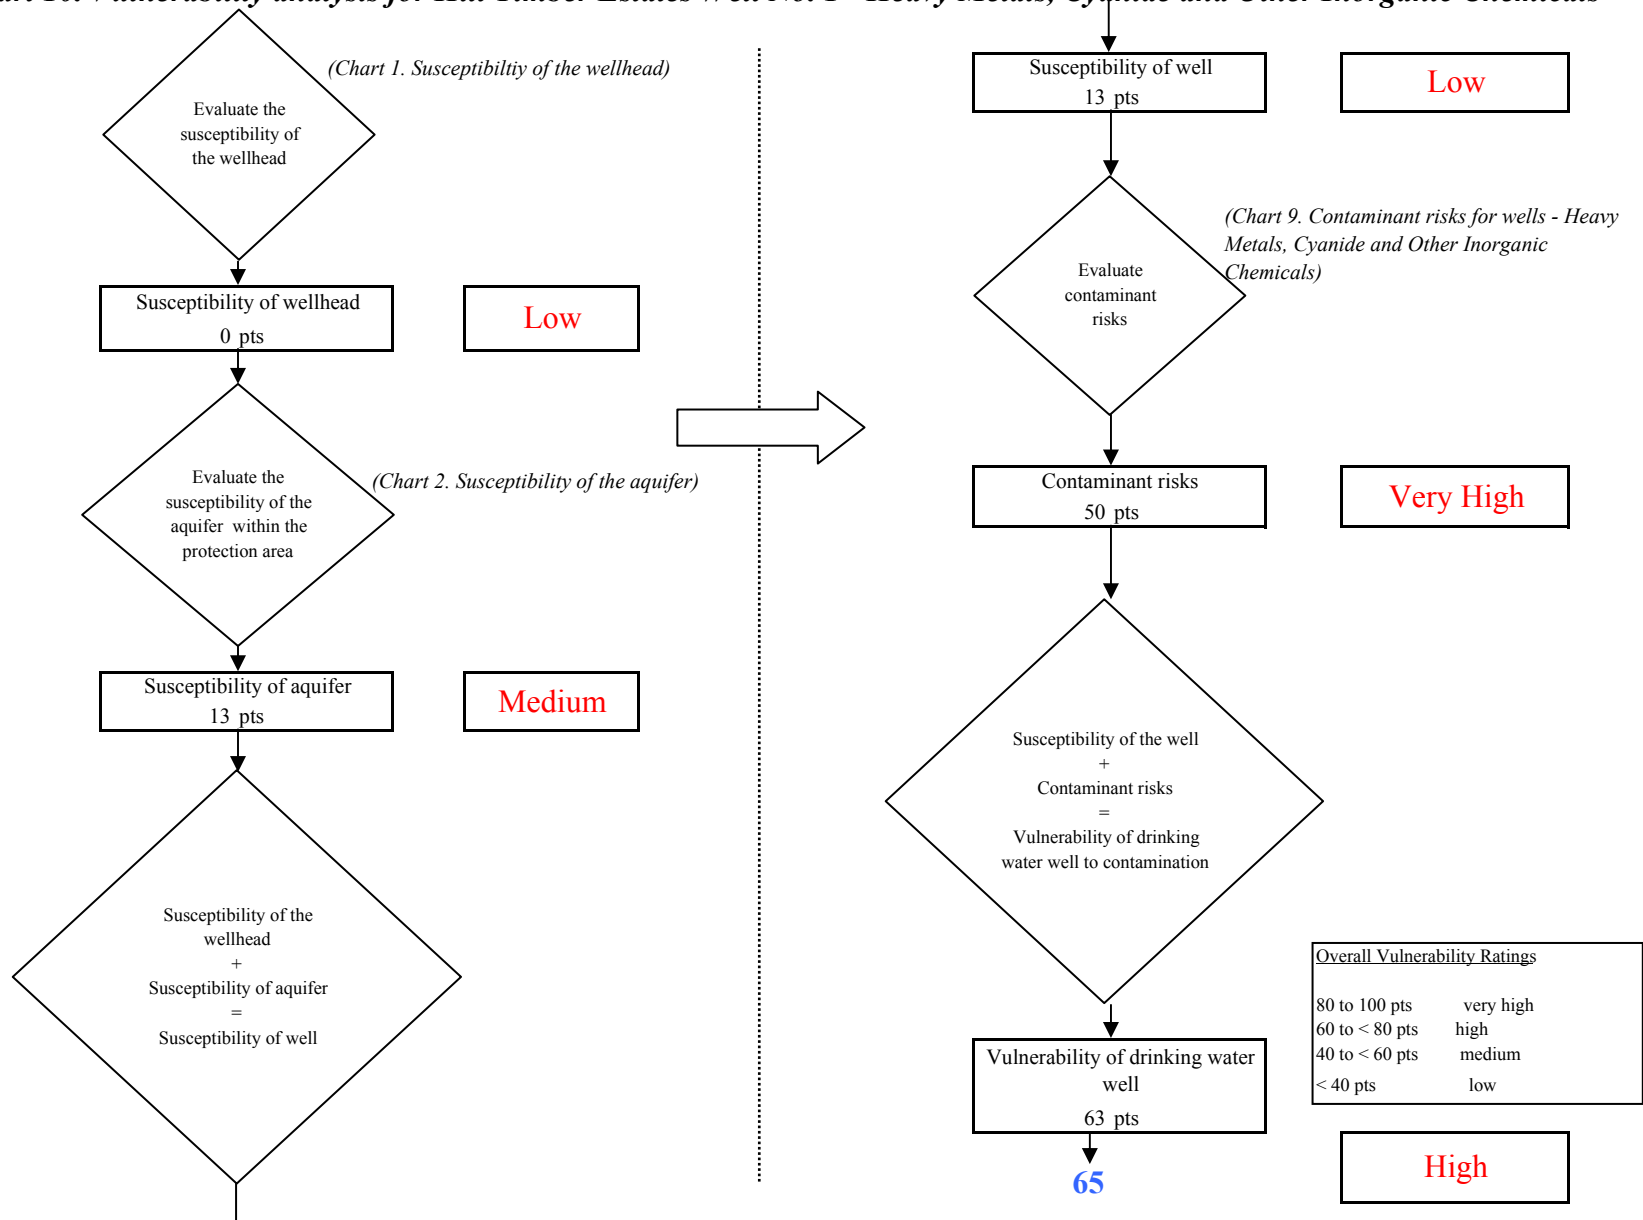 (Chart 1. Susceptibiltiy of the wellhead)
Evaluate the
susceptibility of
the wellhead
Susceptibility of wellhead
0 pts
Low
Evaluate the
susceptibility of the
aquifer within the
protection area
(Chart 2. Susceptibility of the aquifer)
Susceptibility of aquifer
13 pts
Medium
Susceptibility of the
wellhead
+
Susceptibility of aquifer
=
Susceptibility of well
Susceptibility of well
13 pts
Low
(Chart 9. Contaminant risks for wells - Heavy
Metals, Cyanide and Other Inorganic
Chemicals)
Evaluate
contaminant
risks
Contaminant risks
50 pts
Very High
Susceptibility of the well
+
Contaminant risks
=
Vulnerability of drinking
water well to contamination
Overall Vulnerability Ratings
80 to 100 pts very high
60 to < 80 pts high
40 to < 60 pts medium
< 40 pts low
Vulnerability of drinking water
well
63 pts
65
High